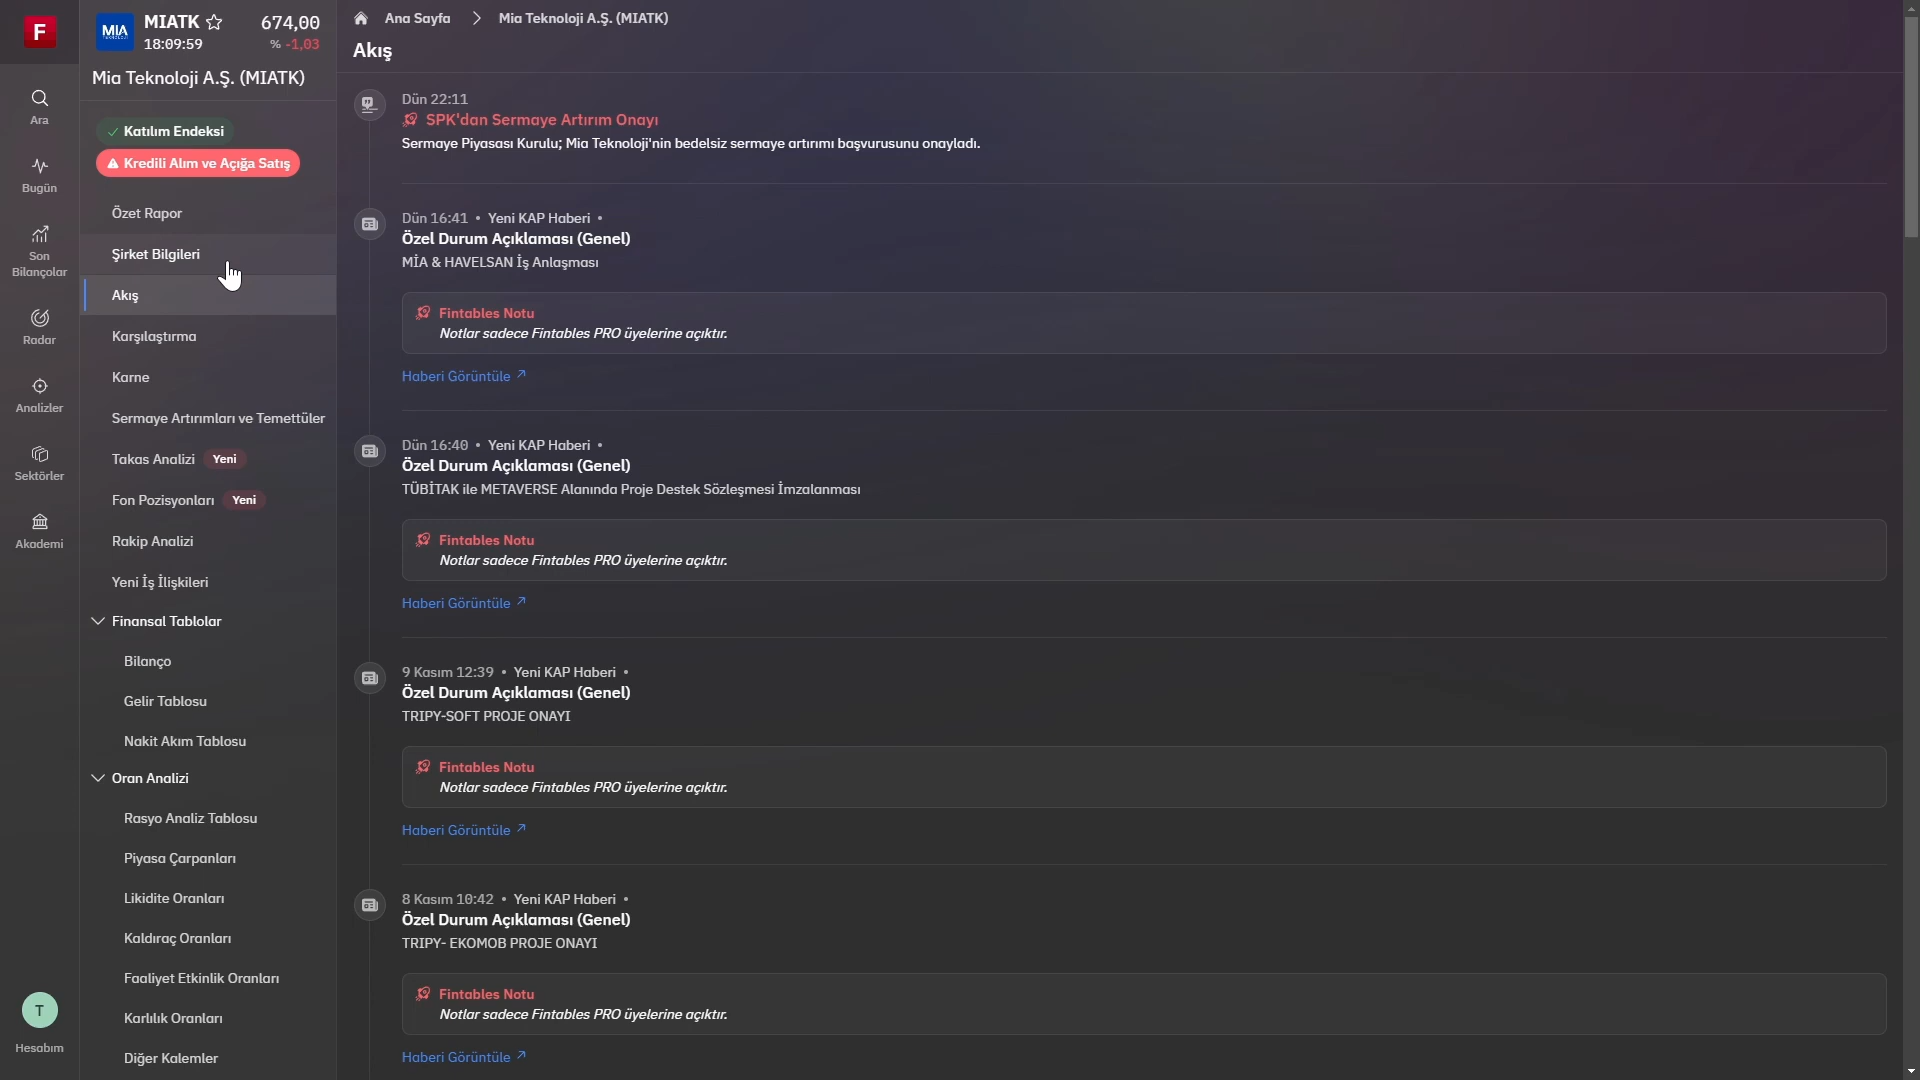 F
Ara
Bugün
Son
Bilançolar
Radar
Analizler
Sektörler
Akademi
T
Hesabım
MIA
MIATK
674,00
18:09:59
% -1,03
Mia Teknoloji A.Ş. (MIATK)
Katılım Endeksi
Kredili Alım ve Açığa Satış
Özet Rapor
Şirket Bilgileri
Akış
Karşılaştırma
Karne
Sermaye Artırımları ve Temettüler
Takas Analizi Yeni
Fon Pozisyonları Yeni
Rakip Analizi
Yeni İş İlişkileri
Finansal Tablolar
Bilanço
Gelir Tablosu
Nakit Akım Tablosu
Oran Analizi
Rasyo Analiz Tablosu
Piyasa Çarpanları
Likidite Oranları
Kaldıraç Oranları
Faaliyet Etkinlik Oranları
Karlılık Oranları
Diğer Kalemler
Ana Sayfa > Mia Teknoloji A.Ş. (MIATK)
Akış
Dün 22:11
SPK'dan Sermaye Artırım Onayı
Sermaye Piyasası Kurulu; Mia Teknoloji'nin bedelsiz sermaye artırımı başvurusunu onayladı.
Dün 16:41 • Yeni KAP Haberi •
Özel Durum Açıklaması (Genel)
MİA & HAVELSAN İş Anlaşması
Fintables Notu
Notlar sadece Fintables PRO üyelerine açıktır.
Haberi Görüntüle
Dün 16:40 • Yeni KAP Haberi •
Özel Durum Açıklaması (Genel)
TÜBİTAK ile METAVERSE Alanında Proje Destek Sözleşmesi İmzalanması
Fintables Notu
Notlar sadece Fintables PRO üyelerine açıktır.
Haberi Görüntüle
9 Kasım 12:39 • Yeni KAP Haberi •
Özel Durum Açıklaması (Genel)
TRIPY-SOFT PROJE ONAYI
Fintables Notu
Notlar sadece Fintables PRO üyelerine açıktır.
Haberi Görüntüle
8 Kasım 10:42 • Yeni KAP Haberi •
Özel Durum Açıklaması (Genel)
TRIPY- EKOMOB PROJE ONAYI
Fintables Notu
Notlar sadece Fintables PRO üyelerine açıktır.
Haberi Görüntüle